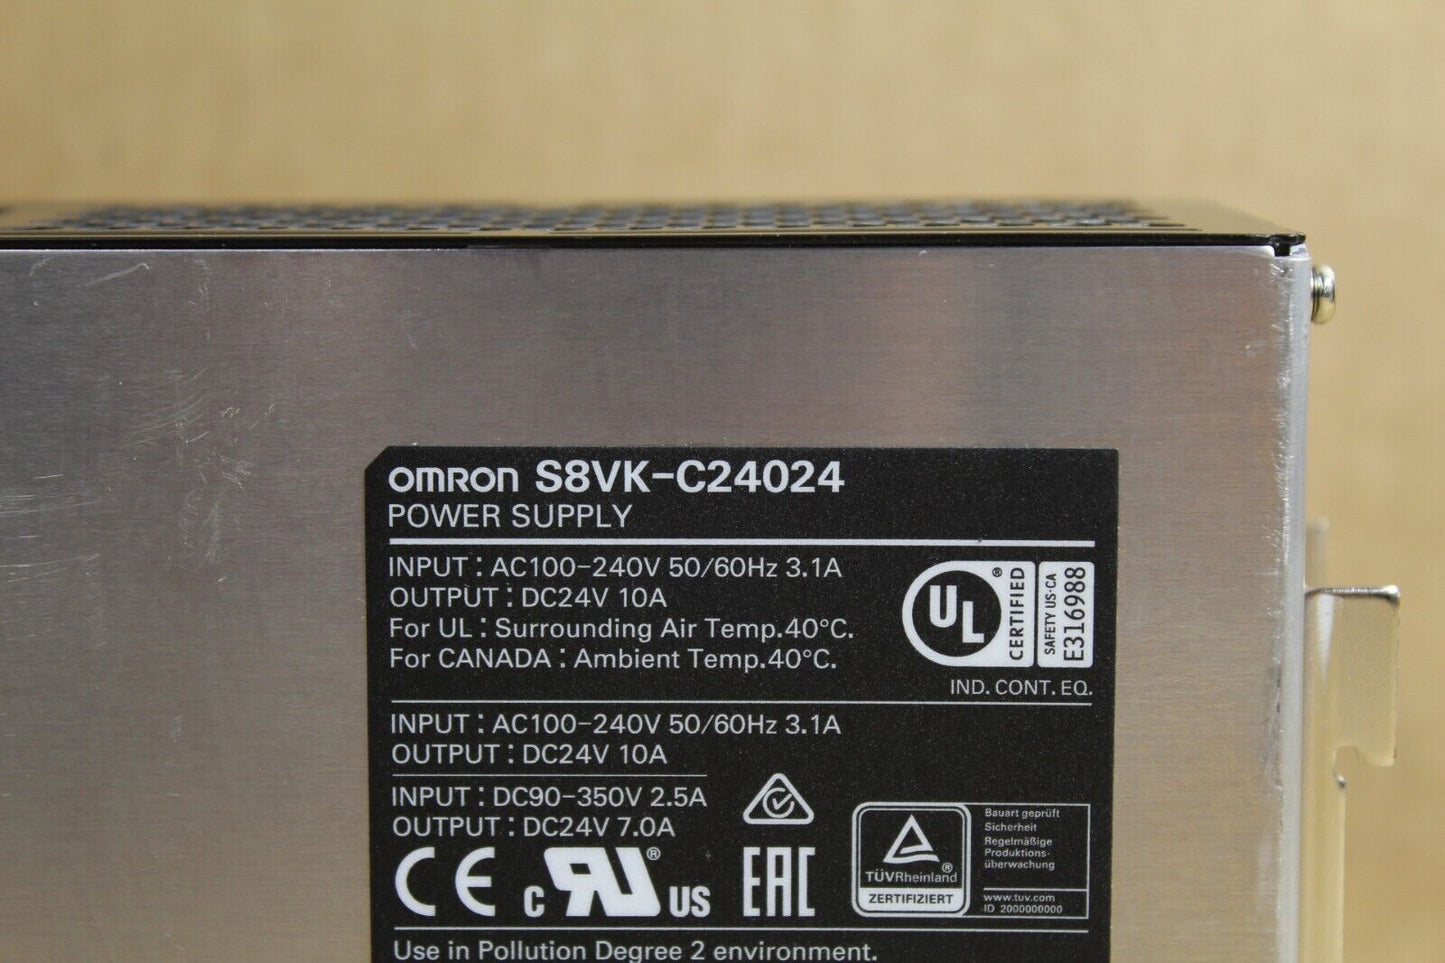 OMRON S8VK-C24024
POWER SUPPLY
INPUT : AC100-240V 50/60Hz 3.1A
OUTPUT : DC24V 10A
For UL : Surrounding Air Temp.40°C.
For CANADA : Ambient Temp.40°C.
UL ® CERTIFIED
SAFETY US·CA
E316988
IND. CONT. EQ.
INPUT : AC100-240V 50/60Hz 3.1A
OUTPUT : DC24V 10A
INPUT : DC90-350V 2.5A
OUTPUT : DC24V 7.0A
CE c RU ® US EAC
TÜVRheinland ®
ZERTIFIZIERT
Bauart geprüft
Sicherheit
Regelmäßige
Produktions-
überwachung
www.tuv.com
ID 2000000000
Use in Pollution Degree 2 environment.